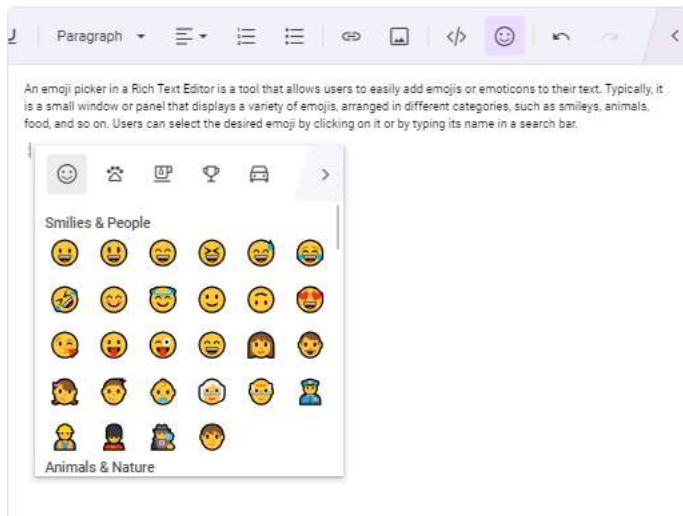 Paragraph
An emoji picker in a Rich Text Editor is a tool that allows users to easily add emojis or emoticons to their text. Typically, it
is a small window or panel that displays a variety of emojis, arranged in different categories, such as smileys, animals,
food, and so on. Users can select the desired emoji by clicking on it or by typing its name in a search bar.
:
Smilies & People
Animals & Nature